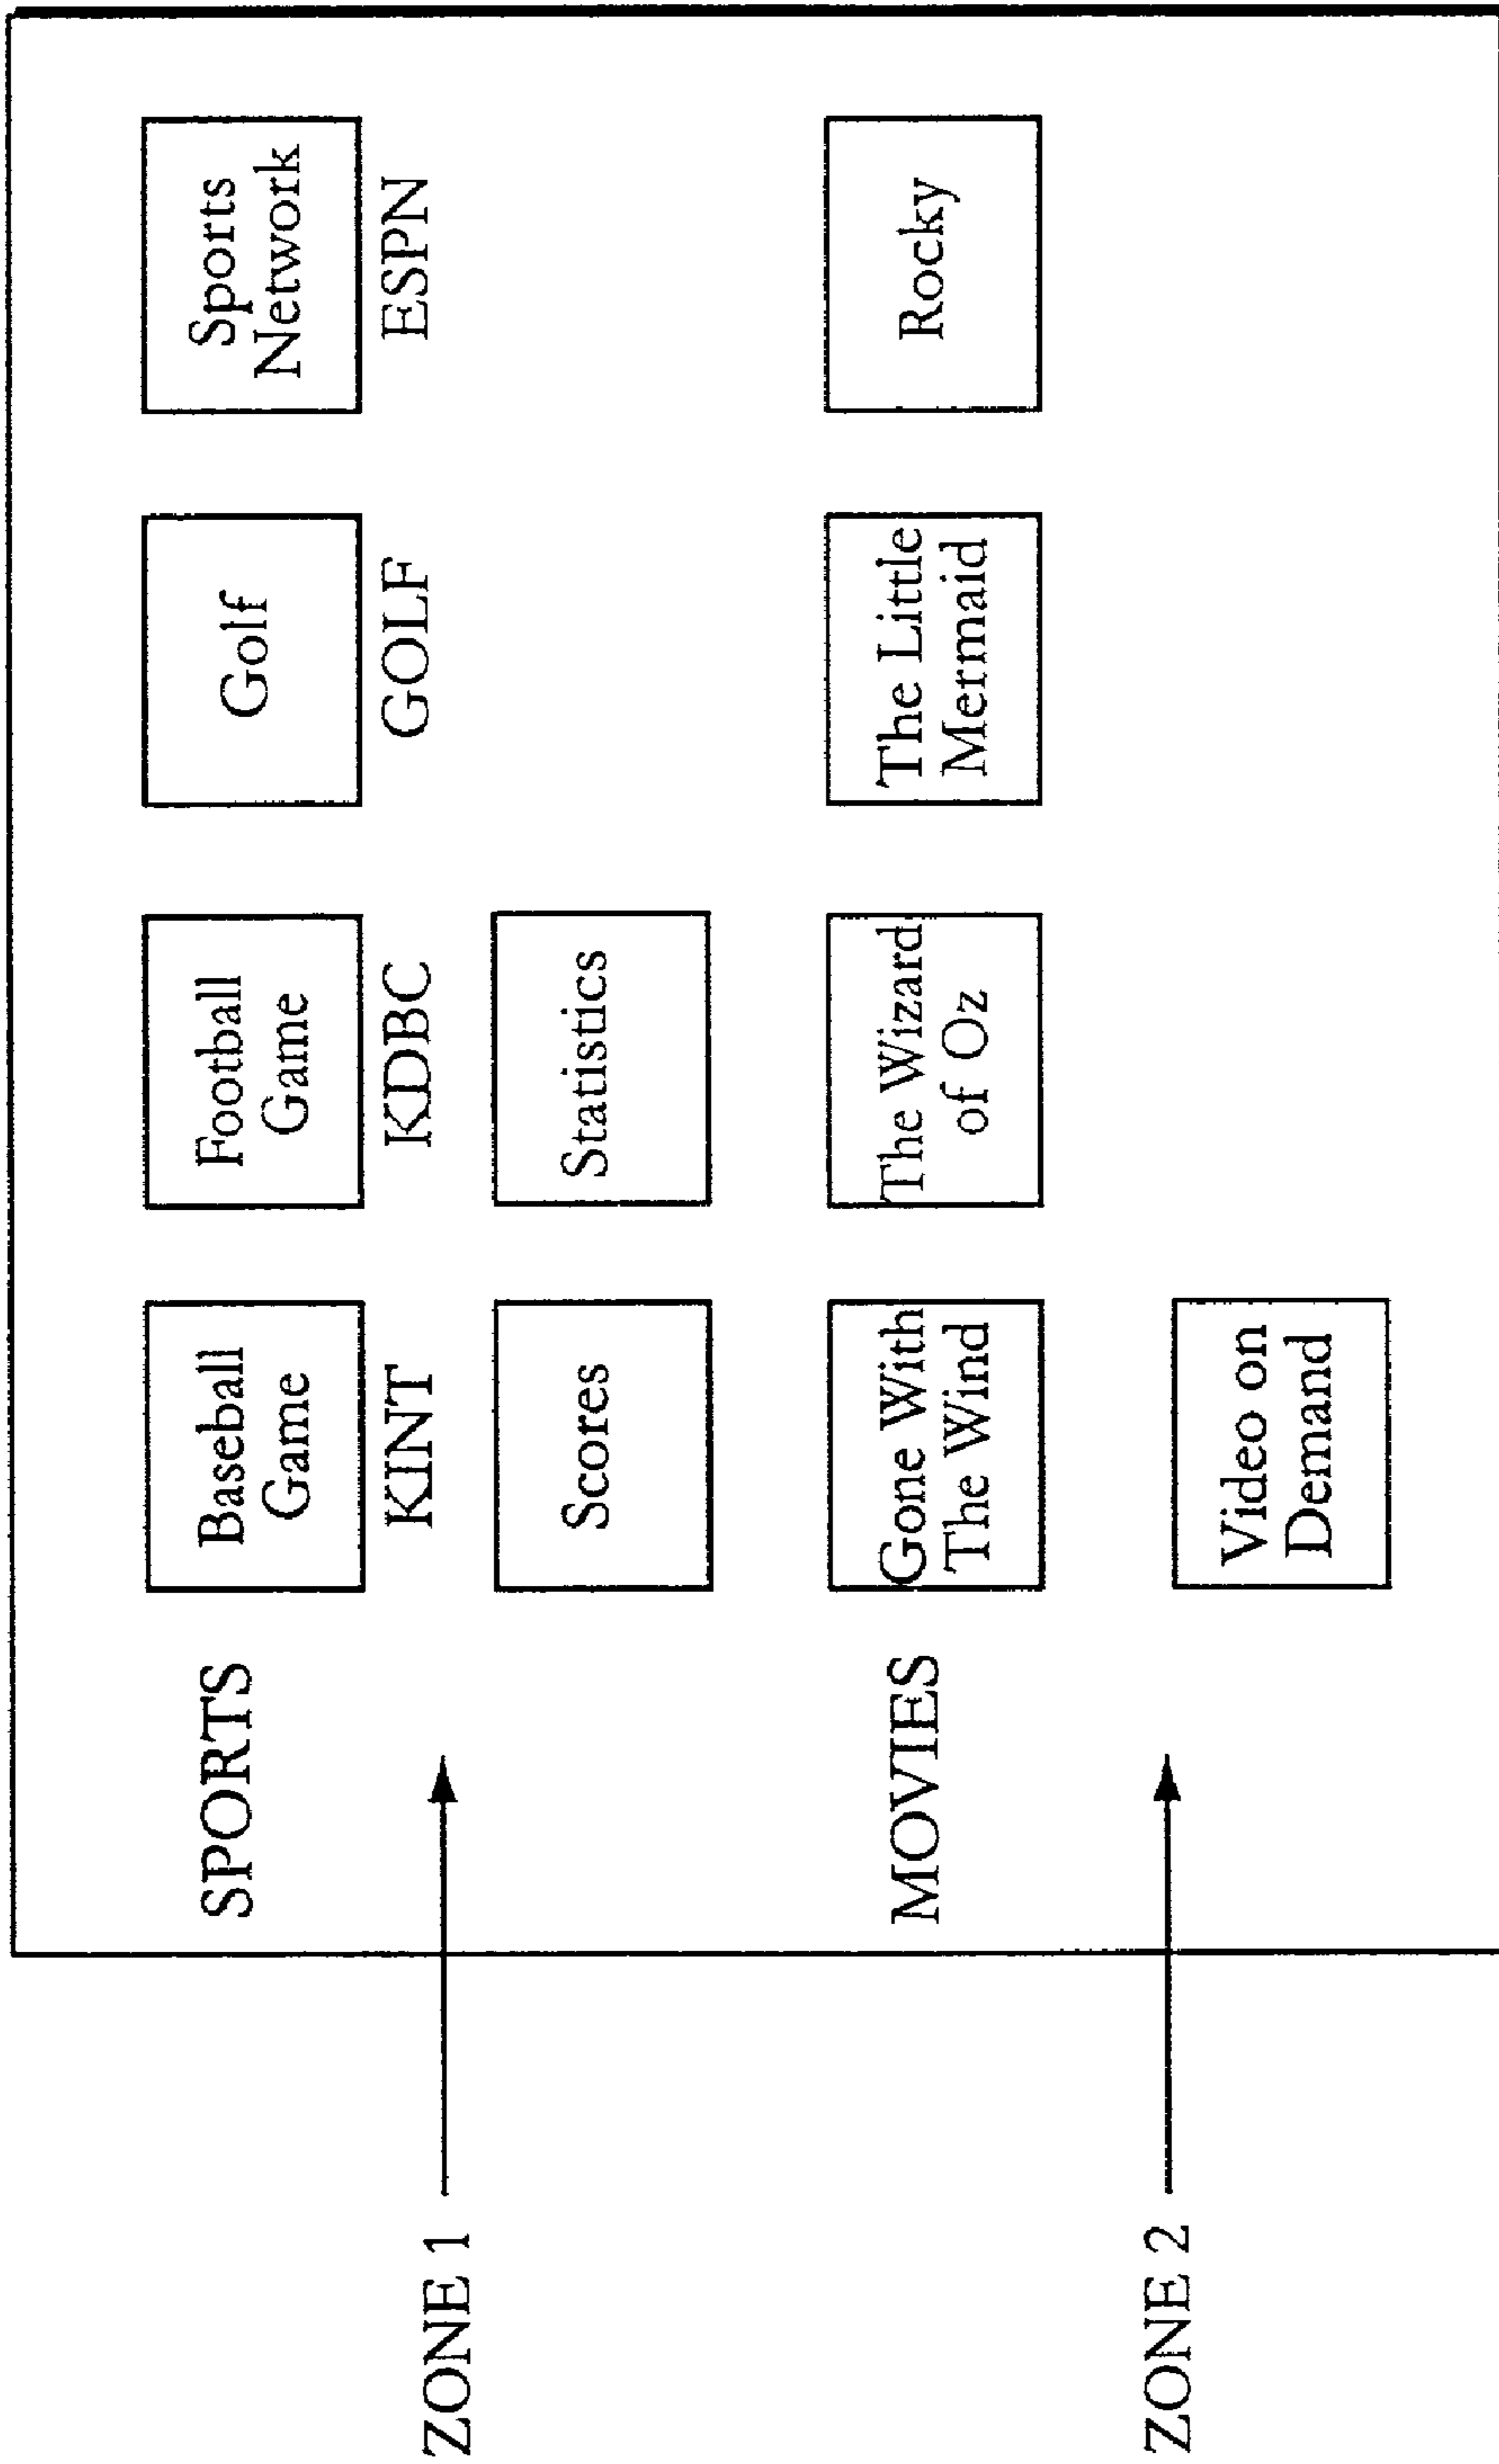 SPORTS
Baseball
Game
KINT
Football
Game
KDBC
Golf
GOLF
Sports
Network
ESPN
ZONE 1
Scores
Statistics
MOVIES
Gone With
The Wind
The Wizard
of Oz
The Little
Mermaid
Rocky
ZONE 2
Video on
Demand